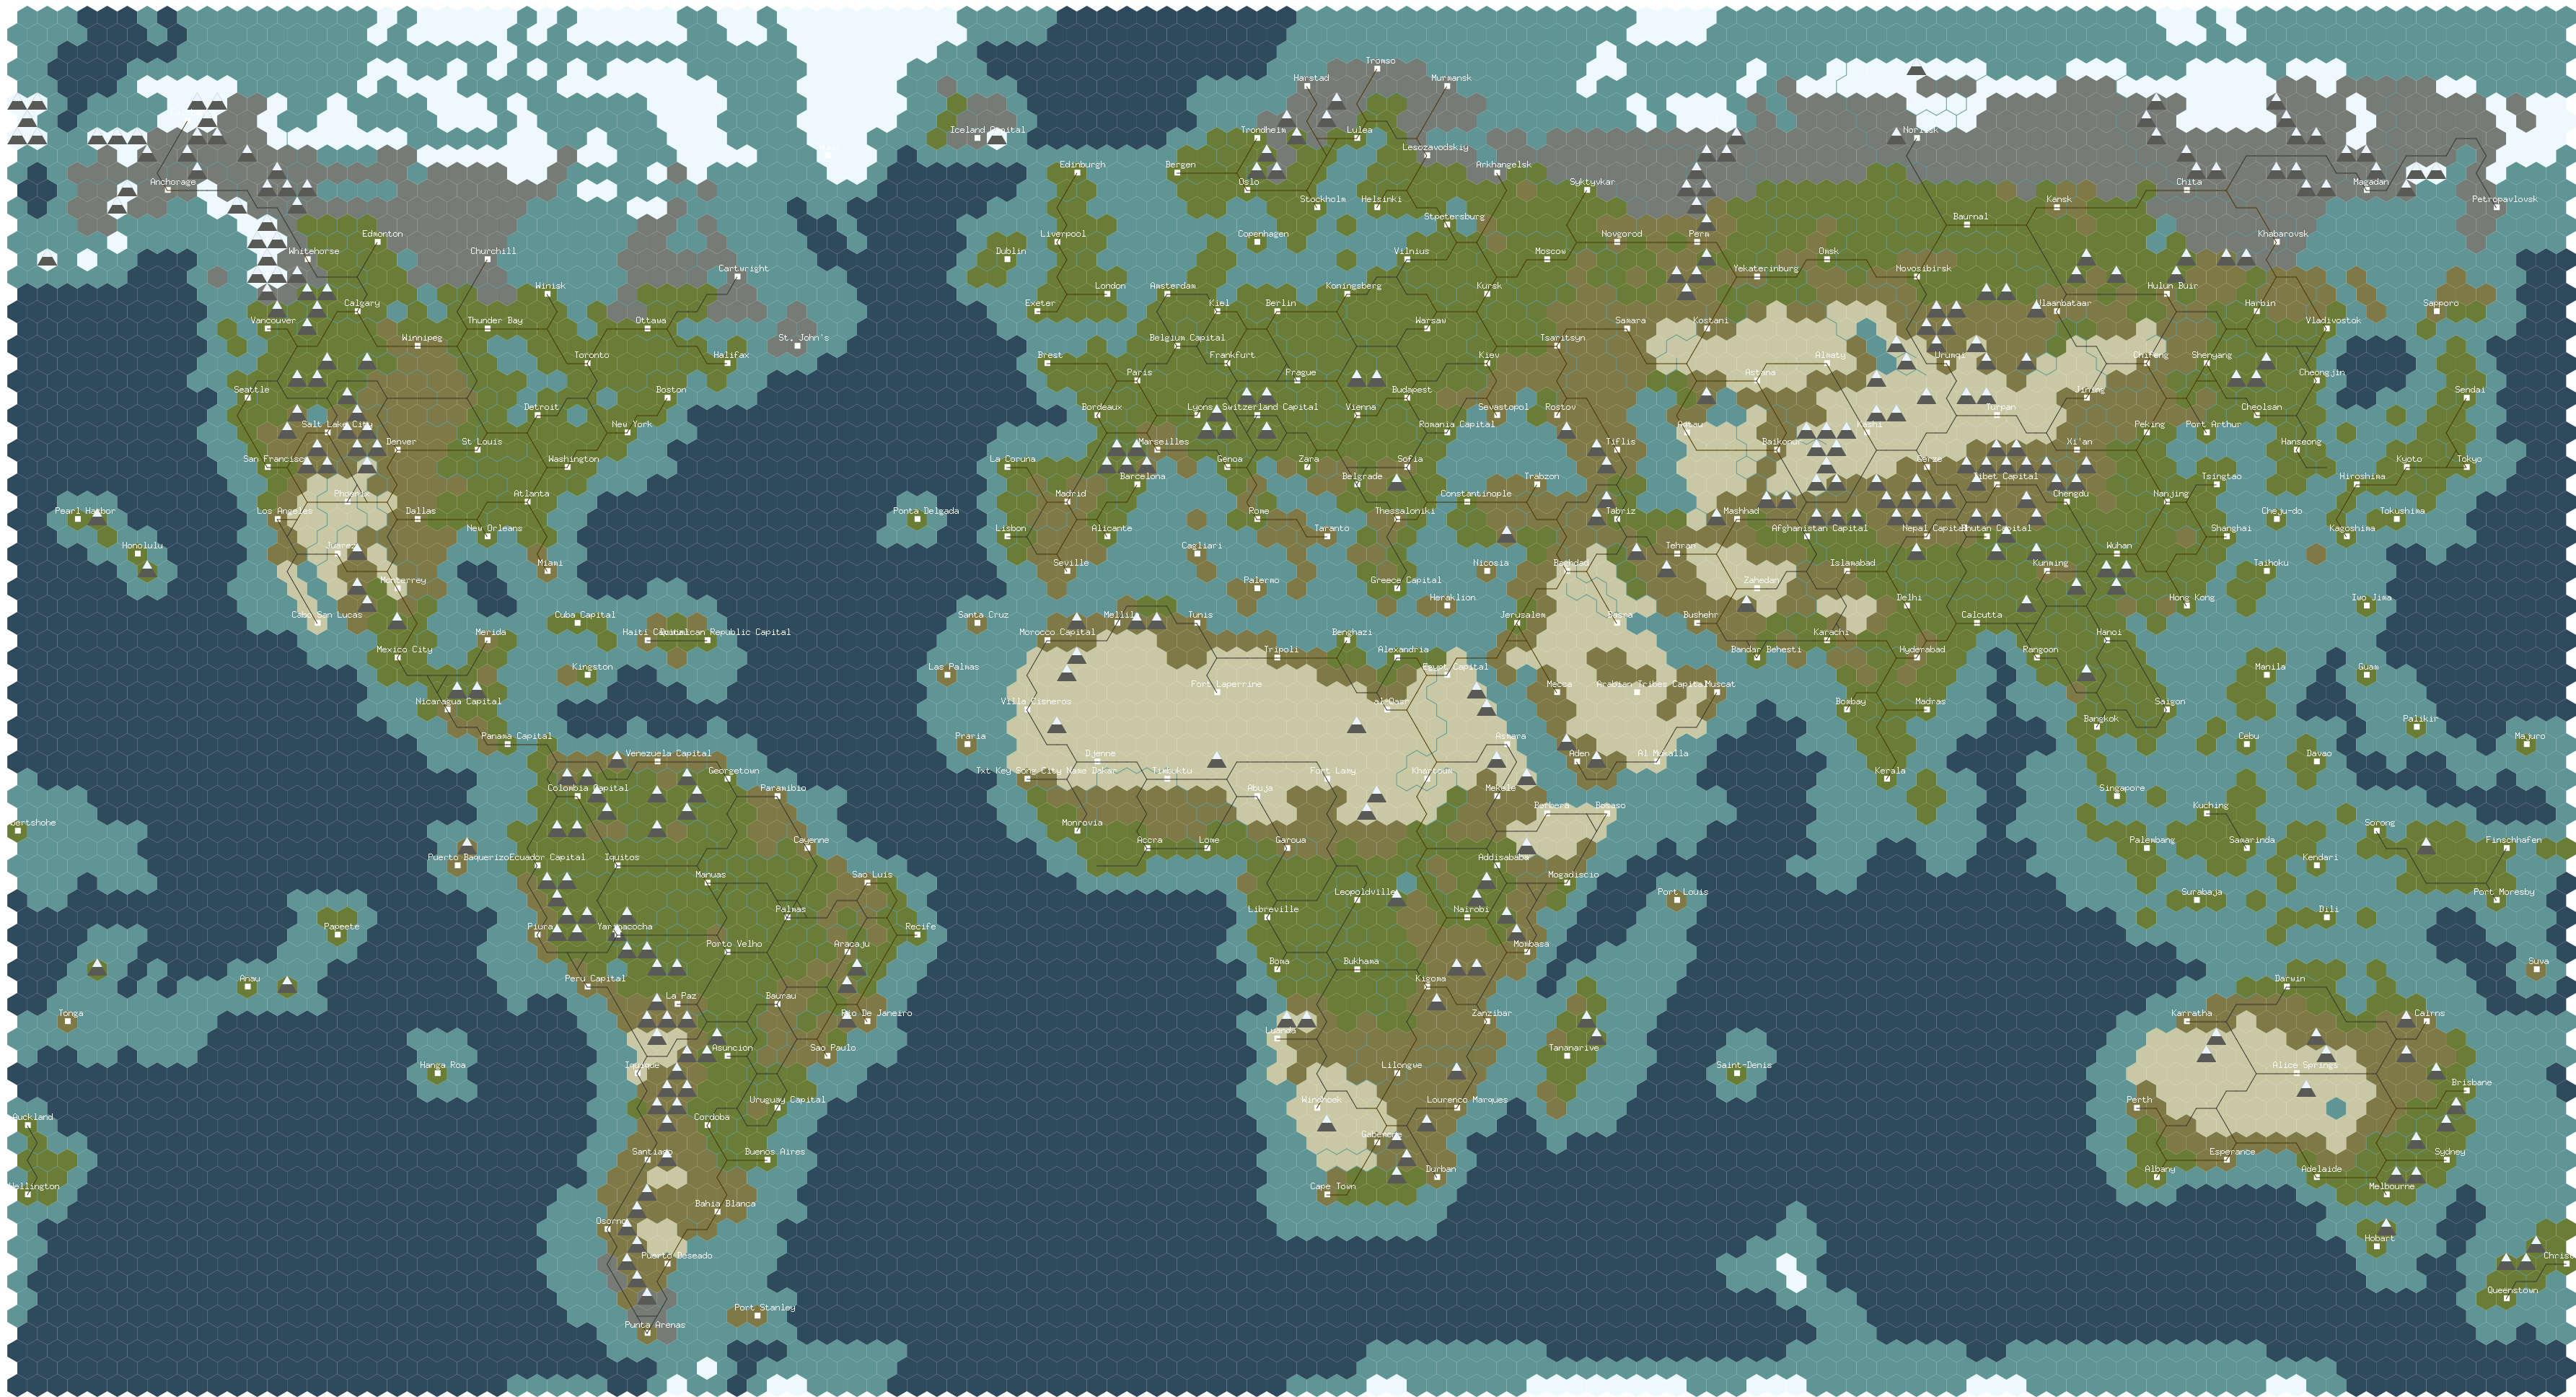 Tromso
Harstad
Murmansk
Trondheim
Lulea
Iceland Capital
Norilsk
Lesozavodskiy
Edinburgh
Bergen
Arkhangelsk
Anchorage
Oslo
Syktyvkar
Chita
Magadan
Stockholm
Helsinki
Kansk
Petropavlovsk
Stpetersburg
Baurnal
Edmonton
Liverpool
Copenhagen
Novgorod
Perm
Khabarovsk
Whitehorse
Churchill
Dublin
Vilnius
Moscow
Omsk
Cartwright
Yekaterinburg
Novosibirsk
Winisk
London
Amsterdam
Koningsberg
Kursk
Hulun Buir
Calgary
Exeter
Kiel
Berlin
Ulaanbataar
Harbin
Sapporo
Vancouver
Thunder Bay
Ottawa
Warsaw
Samara
Kostani
Vladivostok
Winnipeg
St. John's
Belgium Capital
Tsaritsyn
Toronto
Halifax
Brest
Frankfurt
Kiev
Almaty
Urumqi
Chifeng
Shenyang
Paris
Prague
Astana
Cheongjin
Seattle
Boston
Budapest
Jining
Sendai
Detroit
Bordeaux
Lyons
Switzerland Capital
Vienna
Sevastopol
Rostov
Turpan
Cheolsan
Salt Lake City
New York
Romania Capital
Aqtau
Kashi
Peking
Port Arthur
Denver
St Louis
Marseilles
Tiflis
Baikonur
Xi'an
Hanseong
San Francisco
Washington
La Coruna
Genoa
Zara
Sofia
Gerze
Kyoto
Tokyo
Barcelona
Belgrade
Trabzon
Tibet Capital
Tsingtao
Hiroshima
Phoenix
Atlanta
Madrid
Constantinople
Chengdu
Nanjing
Pearl Harbor
Los Angeles
Dallas
Ponta Delgada
Rome
Thessaloniki
Tabriz
Mashhad
Cheju-do
Tokushima
New Orleans
Lisbon
Alicante
Taranto
Afghanistan Capital
Nepal Capital
Bhutan Capital
Shanghai
Kagoshima
Honolulu
Juarez
Cagliari
Tehran
Wuhan
Miami
Seville
Nicosia
Baghdad
Islamabad
Kunming
Taihoku
Monterrey
Palermo
Greece Capital
Zahedan
Heraklion
Delhi
Hong Kong
Iwo Jima
Cabo San Lucas
Cuba Capital
Santa Cruz
Melilla
Tunis
Jerusalem
Basra
Bushehr
Calcutta
Merida
Haiti Capital
Dominican Republic Capital
Morocco Capital
Benghazi
Karachi
Hanoi
Mexico City
Tripoli
Alexandria
Bandar Behesti
Hyderabad
Rangoon
Kingston
Las Palmas
Egypt Capital
Manila
Guam
Fort Laperrine
Mecca
Arabian Tribes Capital
Muscat
Nicaragua Capital
Villa Cisneros
al-Qasr
Bombay
Madras
Saigon
Bangkok
Palikir
Panama Capital
Praria
Asmara
Cebu
Majuro
Venezuela Capital
Djenne
Aden
Al Mukalla
Davao
Georgetown
Txt Key Song City Name Dakar
Timbuktu
Fort Lamy
Khartoum
Kerala
Colombia Capital
Paramibio
Abuja
Mekele
Singapore
Berbera
Bosaso
Kuching
bertshohe
Monrovia
Sorong
Cayenne
Accra
Lome
Garoua
Palembang
Samarinda
Finschhafen
Puerto Baquerizo
Ecuador Capital
Iquitos
Addisababa
Kendari
Manuas
Sao Luis
Mogadiscio
Leopoldville
Port Louis
Surabaja
Port Moresby
Palmas
Libreville
Nairobi
Dili
Papeete
Piura
Yarinacocha
Recife
Porto Velho
Aracaju
Mombasa
Boma
Bukhama
Suva
Anau
Peru Capital
Kigoma
Darwin
La Paz
Baurau
Tonga
Rio De Janeiro
Zanzibar
Karratha
Cairns
Luanda
Asuncion
Sao Paulo
Tananarive
Hanga Roa
Iquique
Lilongwe
Saint-Denis
Alice Springs
Brisbane
Uruguay Capital
Windhoek
Lourenco Marques
Perth
Auckland
Cordoba
Gaberone
Santiago
Buenos Aires
Esperance
Sydney
Durban
Albany
Adelaide
Wellington
Cape Town
Melbourne
Bahia Blanca
Osorno
Hobart
Puerto Deseado
Christ
Queenstown
Port Stanley
Punta Arenas